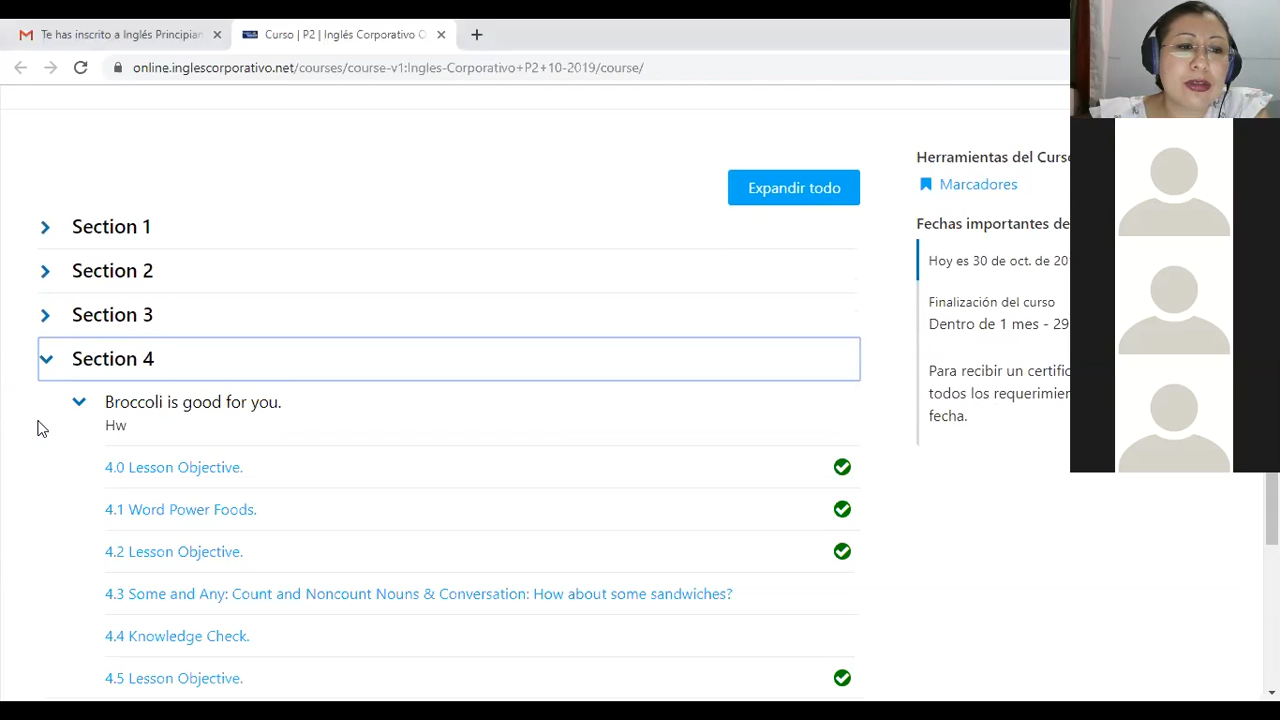 Te has inscrito a Inglés Principian
Curso | P2 | Inglés Corporativo O
online.inglescorporativo.net/courses/course-v1:Ingles-Corporativo+P2+10-2019/course/
Expandir todo
Section 1
Section 2
Section 3
Section 4
Broccoli is good for you.
Hw
4.0 Lesson Objective.
4.1 Word Power Foods.
4.2 Lesson Objective.
4.3 Some and Any: Count and Noncount Nouns & Conversation: How about some sandwiches?
4.4 Knowledge Check.
4.5 Lesson Objective.
Herramientas del Curs
Marcadores
Fechas importantes de
Hoy es 30 de oct. de 20
Finalización del curso
Dentro de 1 mes - 29
Para recibir un certific
todos los requerimier
fecha.